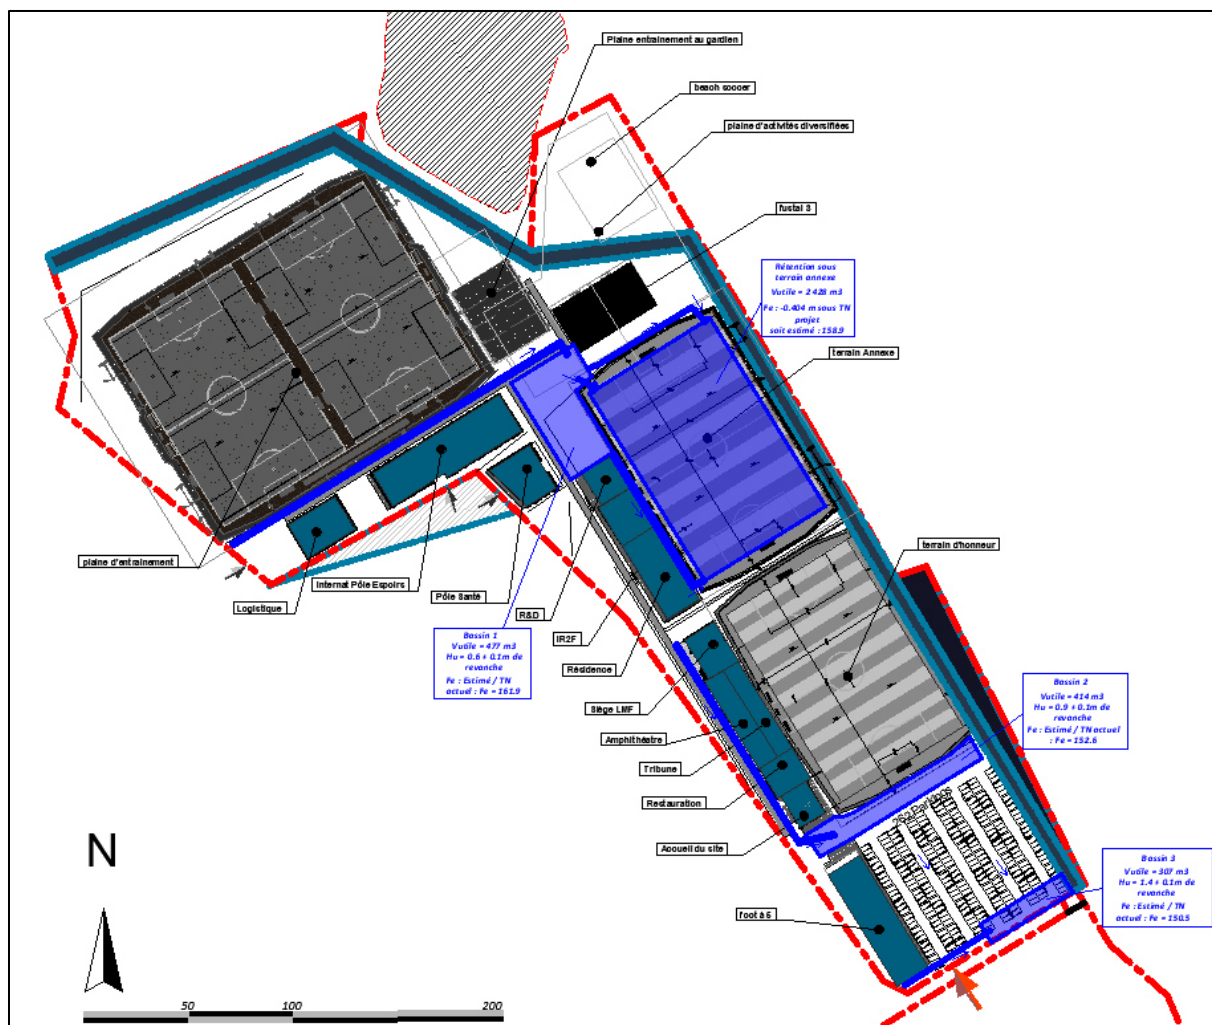 Plaine entrainement au gardien
beach soccer
plaine d'activités diversifiées
fustal 3
Rétention sous
terrain annexe
Vutile = 2 428 m3
Fe : -0.404 m sous TN
projet
soit estimé : 158.9
terrain Annexe
terrain d'honneur
plaine d'entrainement
Internat Pôle Espoirs
Logistique
Pôle Santé
R&D
IR2F
Résidence
Bassin 1
Vutile = 477 m3
Hu = 0.6 + 0.1m de
revanche
Fe : Estimé / TN
actuel : Fe = 161.9
Siège LMF
Amphithéatre
Tribune
Restauration
Accueil du site
foot à 5
Bassin 2
Vutile = 414 m3
Hu = 0.9 + 0.1m de
revanche
Fe : Estimé / TN actuel
: Fe = 152.6
Bassin 3
Vutile = 307 m3
Hu = 1.4 + 0.1m de
revanche
Fe : Estimé / TN
actuel : Fe = 150.5
N
50
100
200